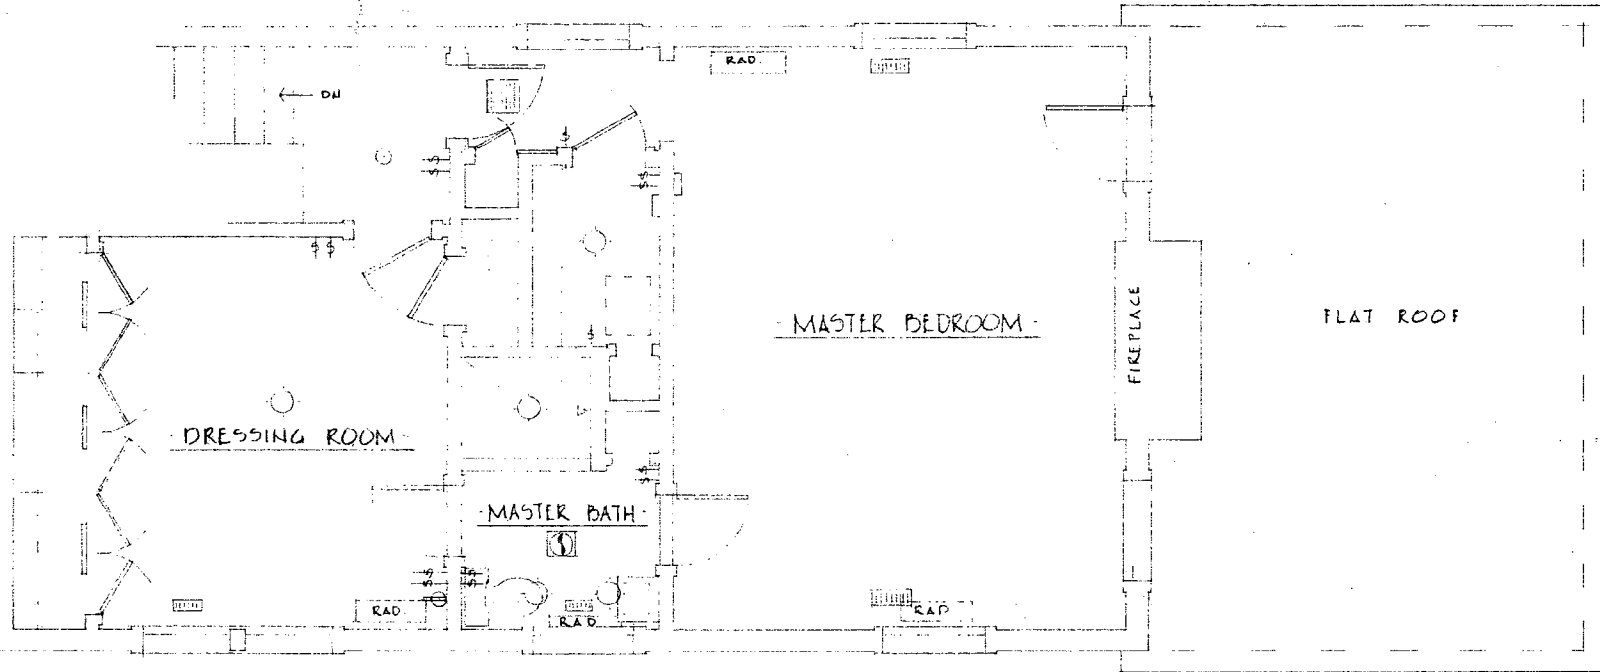 RAD.
DN
MASTER BEDROOM
FIREPLACE
FLAT ROOF
DRESSING ROOM
MASTER BATH
RAD.
RAD
RAD